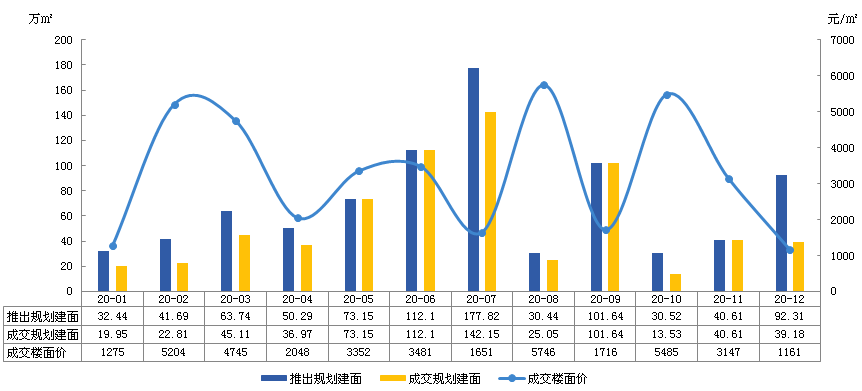 万㎡ 元/㎡
200 7000
180 6000
160 5000
140 4000
120 3000
100 2000
80 1000
60 0
40
20
0
20-01 20-02 20-03 20-04 20-05 20-06 20-07 20-08 20-09 20-10 20-11 20-12
推出规划建面 32.44 41.69 63.74 50.29 73.15 112.1 177.82 30.44 101.64 30.52 40.61 92.31
成交规划建面 19.95 22.81 45.11 36.97 73.15 112.1 142.15 25.05 101.64 13.53 40.61 39.18
成交楼面价 1275 5204 4745 2048 3352 3481 1651 5746 1716 5485 3147 1161
推出规划建面 成交规划建面 成交楼面价